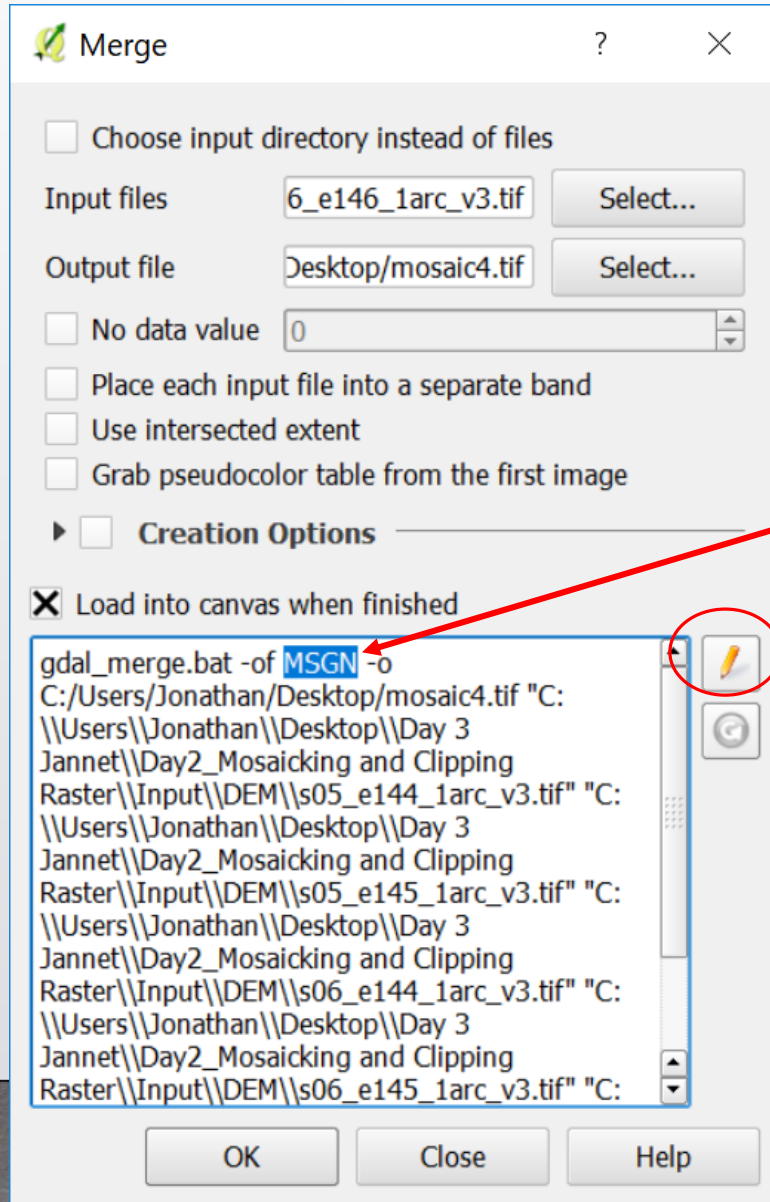 Merge
Choose input directory instead of files
Input files 6_e146_1arc_v3.tif Select...
Output file Desktop/mosaic4.tif Select...
No data value 0
Place each input file into a separate band
Use intersected extent
Grab pseudocolor table from the first image
Creation Options
Load into canvas when finished
gdal_merge.bat -of MSGN -o
C:/Users/Jonathan/Desktop/mosaic4.tif "C:
\\Users\\Jonathan\\Desktop\\Day 3
Jannet\\Day2_Mosaicking and Clipping
Raster\\Input\\DEM\\s05_e144_1arc_v3.tif" "C:
\\Users\\Jonathan\\Desktop\\Day 3
Jannet\\Day2_Mosaicking and Clipping
Raster\\Input\\DEM\\s05_e145_1arc_v3.tif" "C:
\\Users\\Jonathan\\Desktop\\Day 3
Jannet\\Day2_Mosaicking and Clipping
Raster\\Input\\DEM\\s06_e144_1arc_v3.tif" "C:
\\Users\\Jonathan\\Desktop\\Day 3
Jannet\\Day2_Mosaicking and Clipping
Raster\\Input\\DEM\\s06_e145_1arc_v3.tif" "C:
OK Close Help